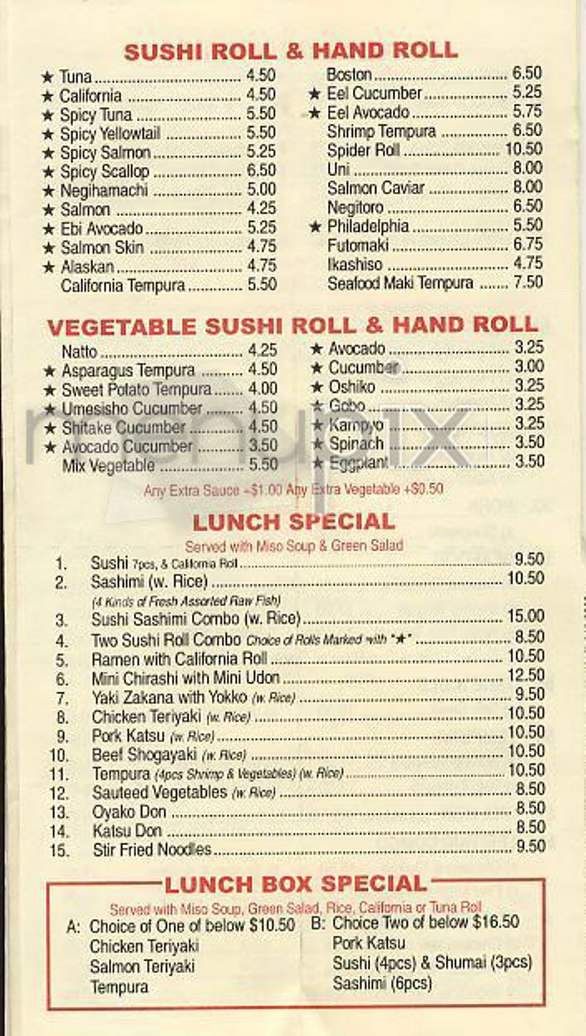 SUSHI ROLL & HAND ROLL
★ Tuna 4.50
★ California 4.50
★ Spicy Tuna 5.50
★ Spicy Yellowtail 5.50
★ Spicy Salmon 5.25
★ Spicy Scallop 6.50
★ Negihamachi 5.00
★ Salmon 4.25
★ Ebi Avocado 5.25
★ Salmon Skin 4.75
★ Alaskan 4.75
California Tempura 5.50
Boston 6.50
★ Eel Cucumber 5.25
★ Eel Avocado 5.75
Shrimp Tempura 6.50
Spider Roll 10.50
Uni 8.00
Salmon Caviar 8.00
Negitoro 6.50
★ Philadelphia 5.50
Futomaki 6.75
Ikashiso 4.75
Seafood Maki Tempura 7.50
VEGETABLE SUSHI ROLL & HAND ROLL
Natto 4.25
★ Asparagus Tempura 4.50
★ Sweet Potato Tempura 4.00
★ Umesisho Cucumber 4.50
★ Shitake Cucumber 4.50
★ Avocado Cucumber 3.50
Mix Vegetable 5.50
★ Avocado 3.25
★ Cucumber 3.00
★ Oshiko 3.25
★ Gobo 3.25
★ Kampyo 3.25
★ Spinach 3.50
★ Eggplant 3.50
menupix
Any Extra Sauce +$1.00 Any Extra Vegetable +$0.50
LUNCH SPECIAL
Served with Miso Soup & Green Salad
1. Sushi 7pcs, & California Roll 9.50
2. Sashimi (w. Rice) 10.50
(4 Kinds of Fresh Assorted Raw Fish)
3. Sushi Sashimi Combo (w. Rice) 15.00
4. Two Sushi Roll Combo Choice of Rolls Marked with "★" 8.50
5. Ramen with California Roll 10.50
6. Mini Chirashi with Mini Udon 12.50
7. Yaki Zakana with Yokko (w. Rice) 9.50
8. Chicken Teriyaki (w. Rice) 10.50
9. Pork Katsu (w. Rice) 10.50
10. Beef Shogayaki (w. Rice) 10.50
11. Tempura (4pcs Shrimp & Vegetables) (w. Rice) 10.50
12. Sauteed Vegetables (w. Rice) 8.50
13. Oyako Don 8.50
14. Katsu Don 8.50
15. Stir Fried Noodles 9.50
LUNCH BOX SPECIAL
Served with Miso Soup, Green Salad, Rice, California or Tuna Roll
A: Choice of One of below $10.50
Chicken Teriyaki
Salmon Teriyaki
Tempura
B: Choice Two of below $16.50
Pork Katsu
Sushi (4pcs) & Shumai (3pcs)
Sashimi (6pcs)